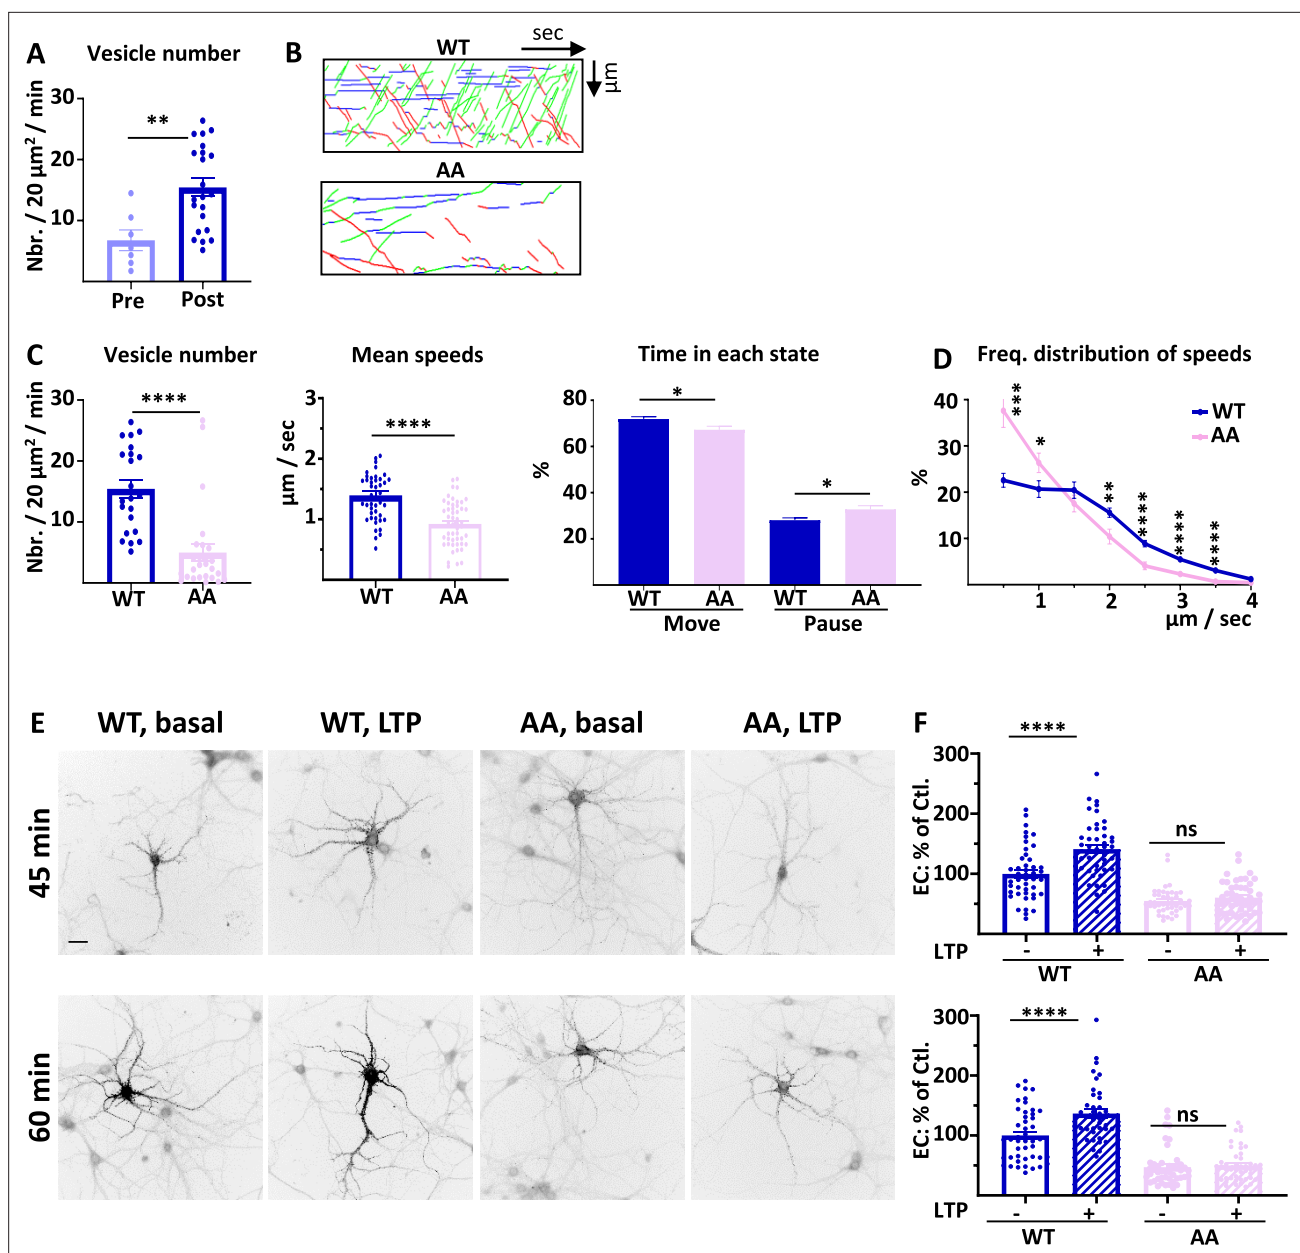 A Vesicle number
Nbr. / 20 µm² / min
30
20
10
**
Pre Post
B
WT
sec
µm
AA
C Vesicle number
Nbr. / 20 µm² / min
30
20
10
****
WT AA
Mean speeds
µm / sec
3
2
1
****
WT AA
Time in each state
%
80
60
40
20
*
*
WT AA WT AA
Move Pause
D Freq. distribution of speeds
%
40
30
20
10
***
*
**
****
****
****
WT
AA
1 2 3 4
µm / sec
E WT, basal WT, LTP AA, basal AA, LTP
45 min
60 min
F
EC: % of Ctl.
300
200
100
****
ns
LTP - + - +
WT AA
EC: % of Ctl.
300
200
100
****
ns
LTP - + - +
WT AA